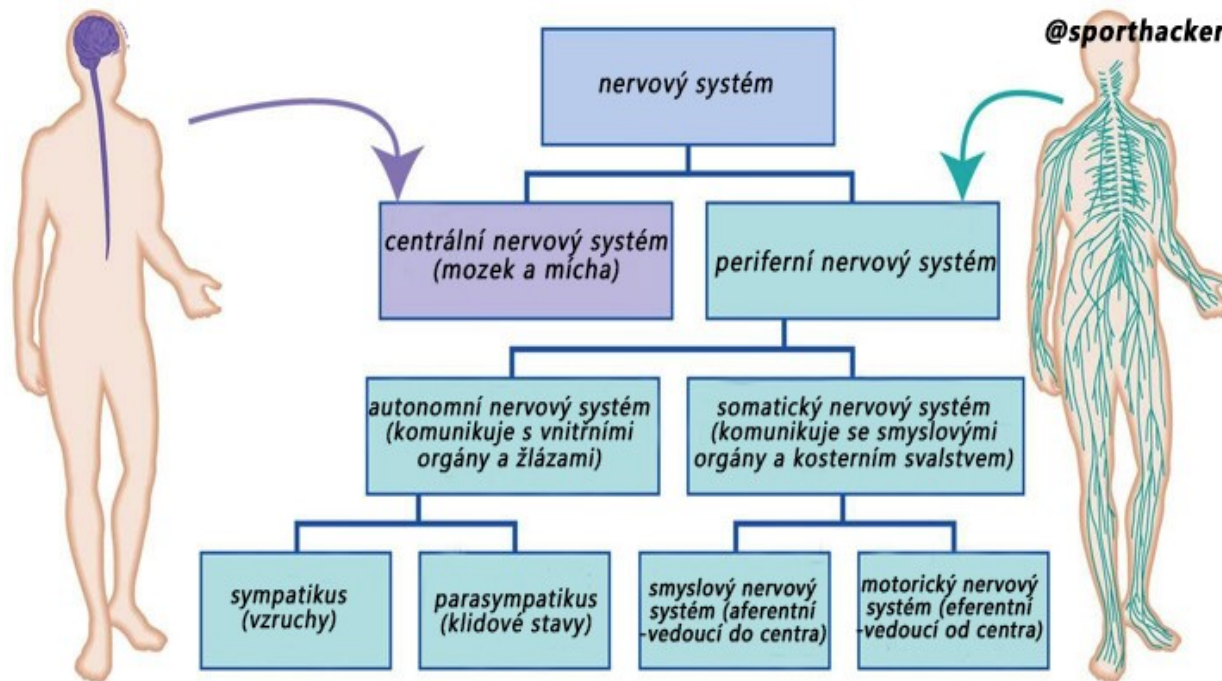 @sporthacker
nervový systém
centrální nervový systém
(mozek a mícha)
periferní nervový systém
autonomní nervový systém
(komunikuje s vnitřními
orgány a žlázami)
somatický nervový systém
(komunikuje se smyslovými
orgány a kosterním svalstvem)
sympatikus
(vzruchy)
parasympatikus
(klidové stavy)
smyslový nervový
systém (aferentní
-vedoucí do centra)
motorický nervový
systém (eferentní
-vedoucí od centra)